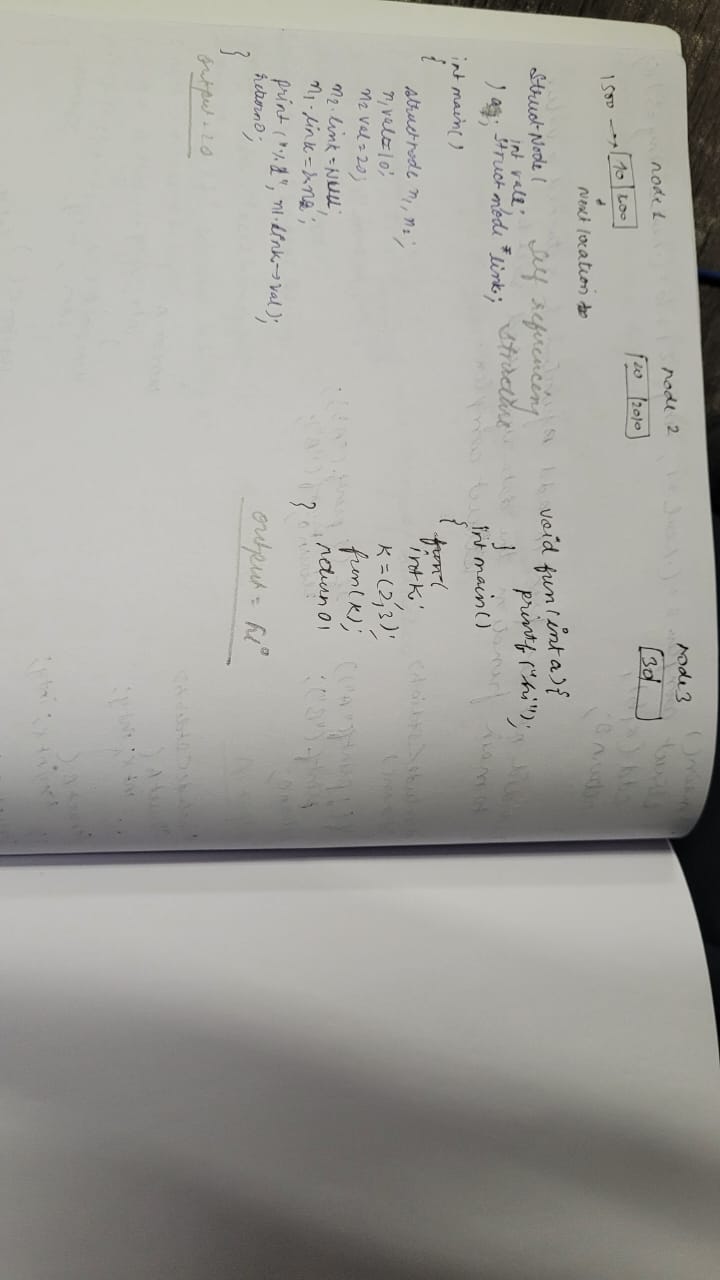 node 1
1500 → 10 200
Next location to
node 2
20 2010
node 3
30
Struct Node {
int vale;
struct node * link;
self referencing
structure
int main()
{
struct node n1, n2;
n1 val = 10;
n2 val = 20;
n2. link = NULL;
n1. link = &n2;
print ("%d", n1.link→val);
return 0;
}
output = 20
void fun(int a){
printf("hi");
}
int main()
{
int k;
k = (2,3);
fun(k);
return 0;
}
output = hi